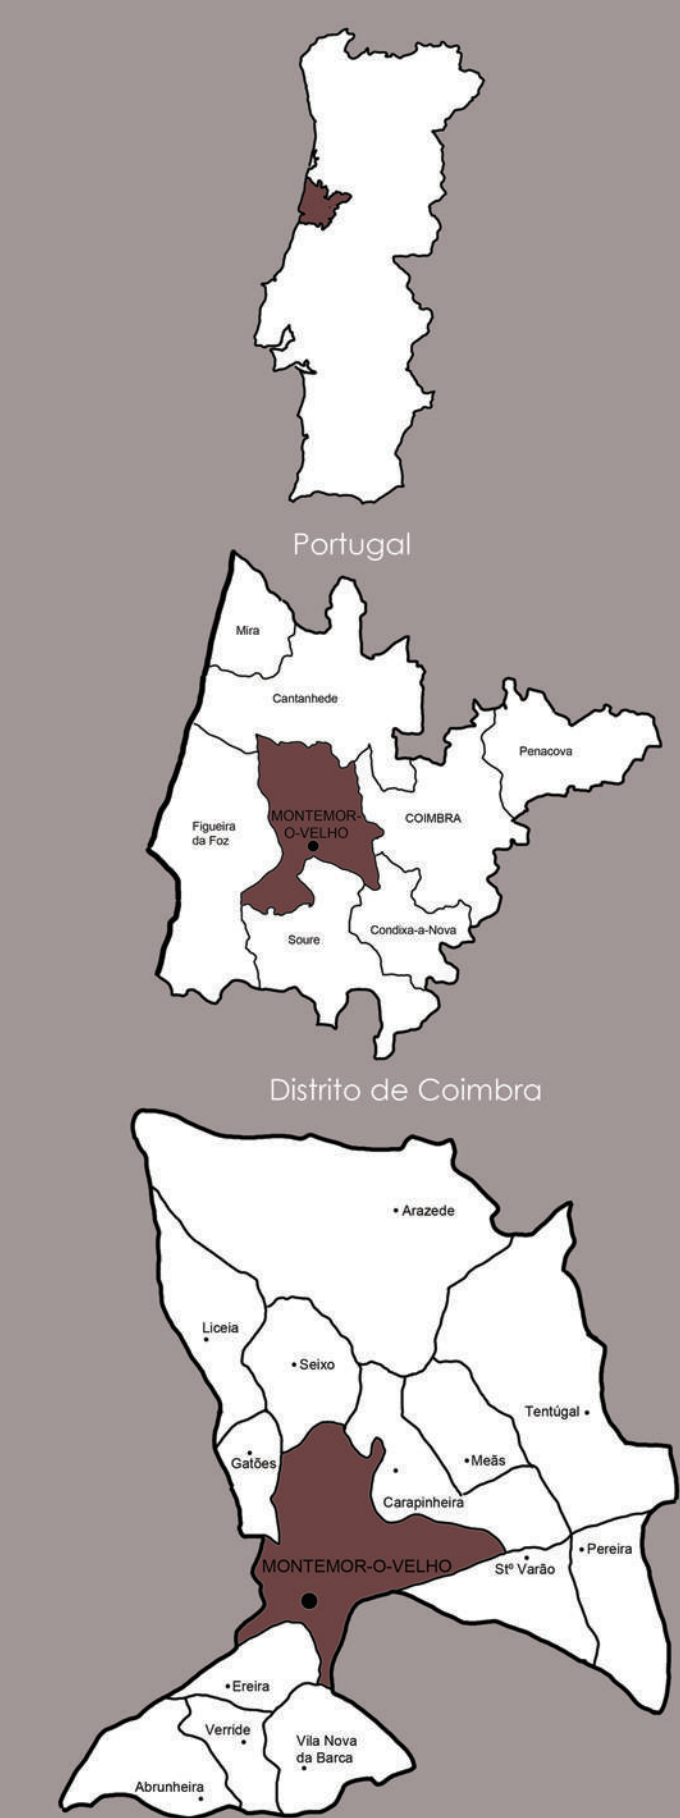 Portugal
Mira
Cantanhede
Penacova
MONTEMOR-
O-VELHO
COIMBRA
Figueira
da Foz
Condixa-a-Nova
Soure
Distrito de Coimbra
Arazede
Liceia
Seixo
Tentúgal
Gatões
Meãs
Carapinheira
Pereira
MONTEMOR-O-VELHO
Stº Varão
Ereira
Verride
Vila Nova
da Barca
Abrunheira